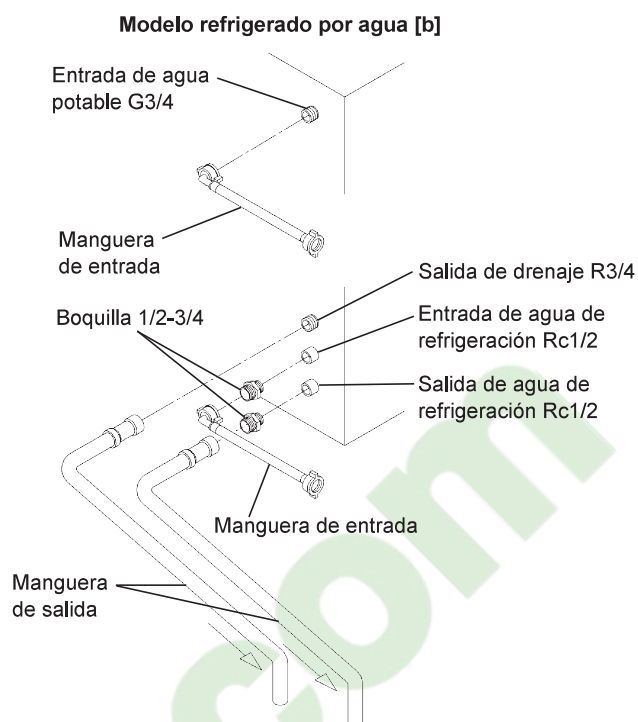 Modelo refrigerado por agua [b]
Entrada de agua
potable G3/4
Manguera
de entrada
Salida de drenaje R3/4
Boquilla 1/2-3/4
Entrada de agua de
refrigeración Rc1/2
Salida de agua de
refrigeración Rc1/2
Manguera de entrada
Manguera
de salida
com